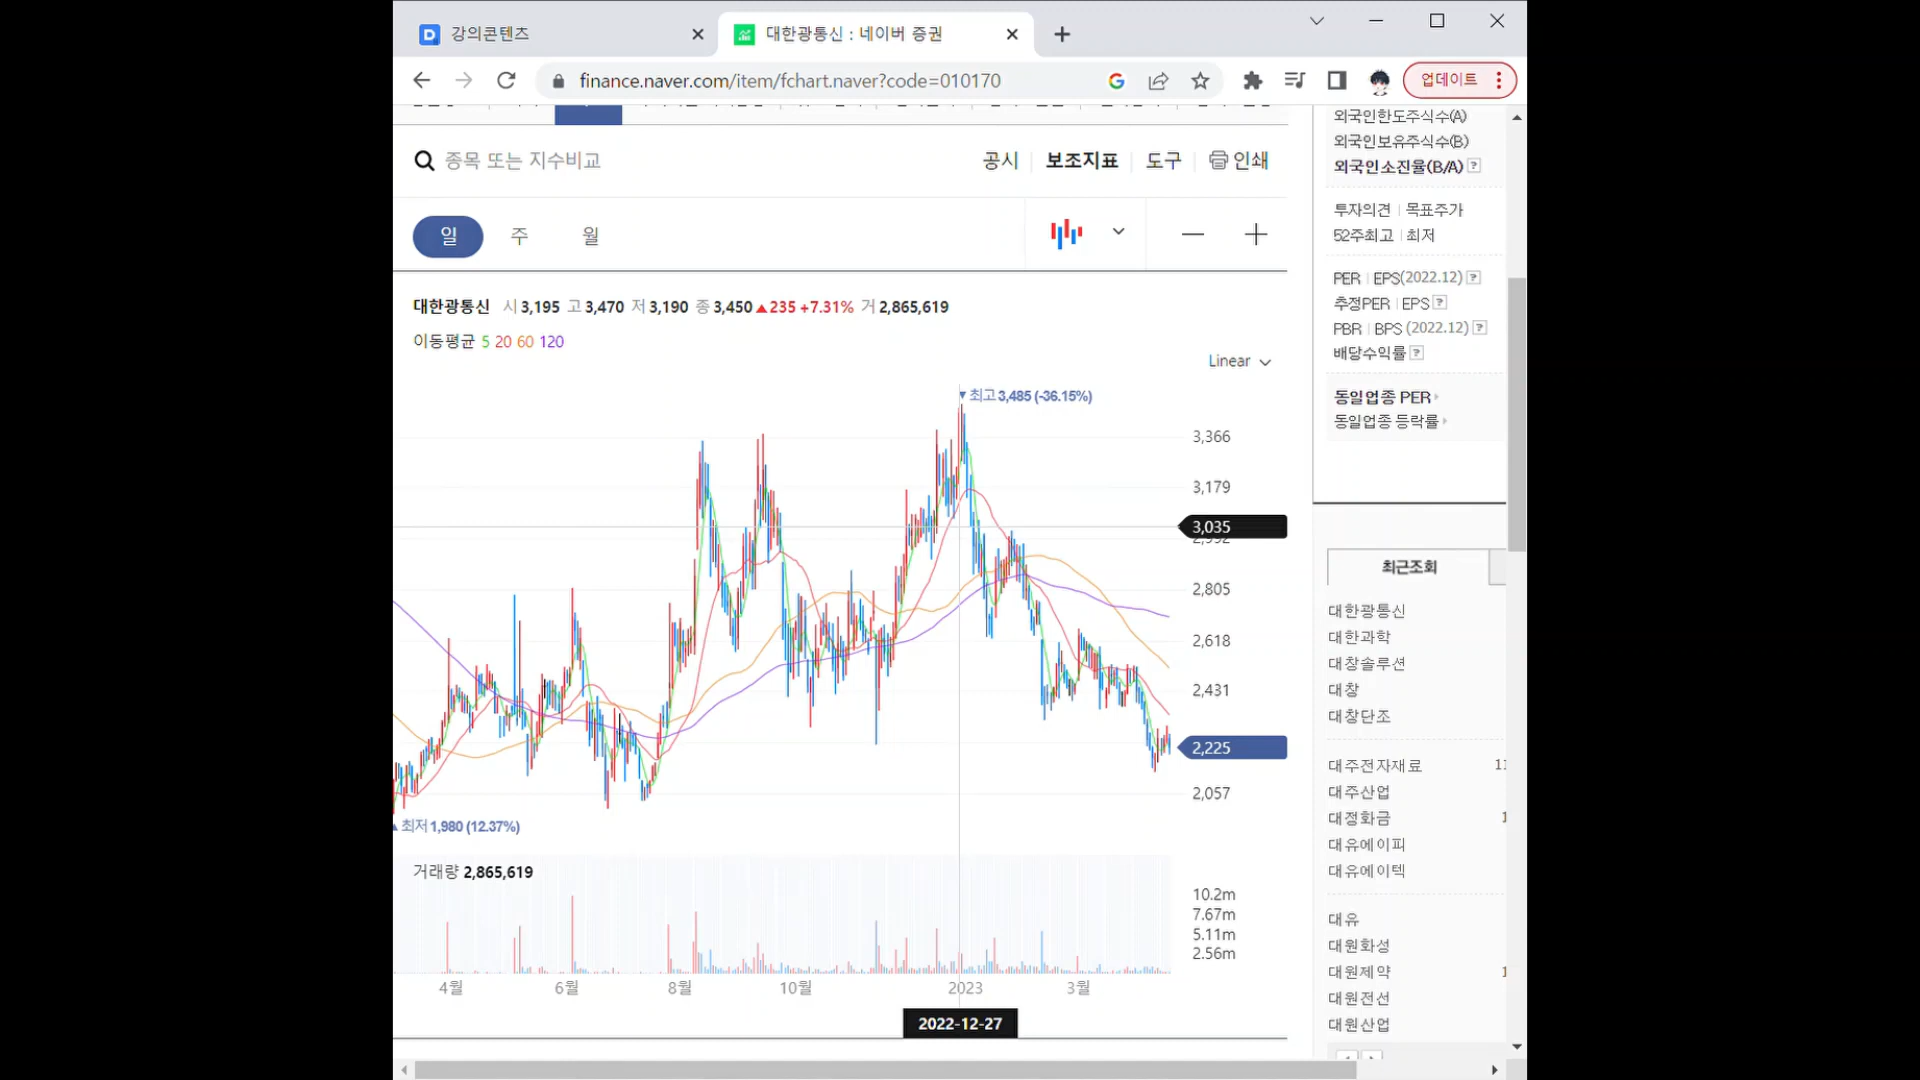 강의콘텐츠
대한광통신 : 네이버 증권
finance.naver.com/item/fchart.naver?code=010170
업데이트
종목 또는 지수비교
공시
보조지표
도구
인쇄
일 주 월
대한광통신 시 3,195 고 3,470 저 3,190 종 3,450 ▲235 +7.31% 거 2,865,619
이동평균 5 20 60 120
Linear
▼최고 3,485 (-36.15%)
3,366
3,179
3,035
2,992
2,805
2,618
2,431
2,225
2,057
▲최저 1,980 (12.37%)
거래량 2,865,619
10.2m
7.67m
5.11m
2.56m
4월 6월 8월 10월 2023 3월
2022-12-27
외국인한도주식수(A)
외국인보유주식수(B)
외국인소진율(B/A) ?
투자의견 | 목표주가
52주최고 | 최저
PER | EPS(2022.12) ?
추정PER | EPS ?
PBR | BPS (2022.12) ?
배당수익률 ?
동일업종 PER
동일업종 등락률
최근조회
대한광통신
대한과학
대창솔루션
대창
대창단조
대주전자재료
대주산업
대정화금
대유에이피
대유에이텍
대유
대원화성
대원제약
대원전선
대원산업